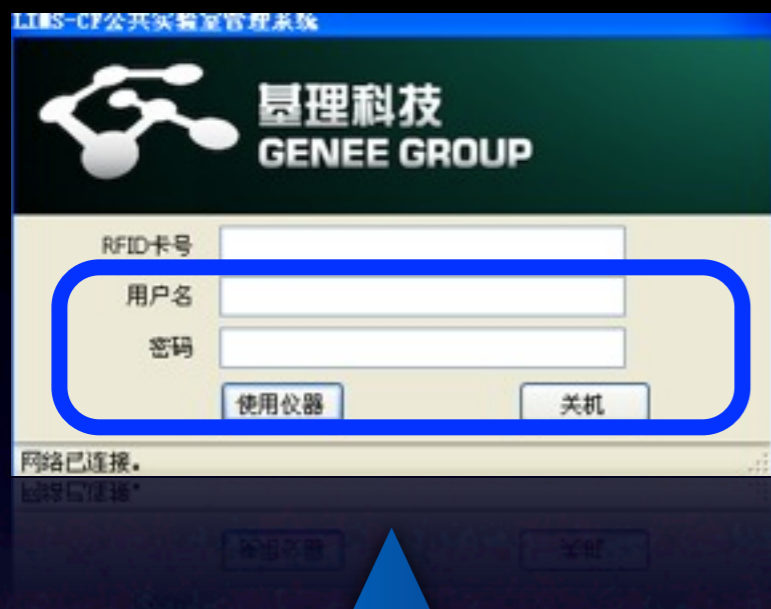 LIMS-CF公共实验室管理系统
基理科技
GENEE GROUP
RFID卡号
用户名
密码
使用仪器 关机
网络已连接。